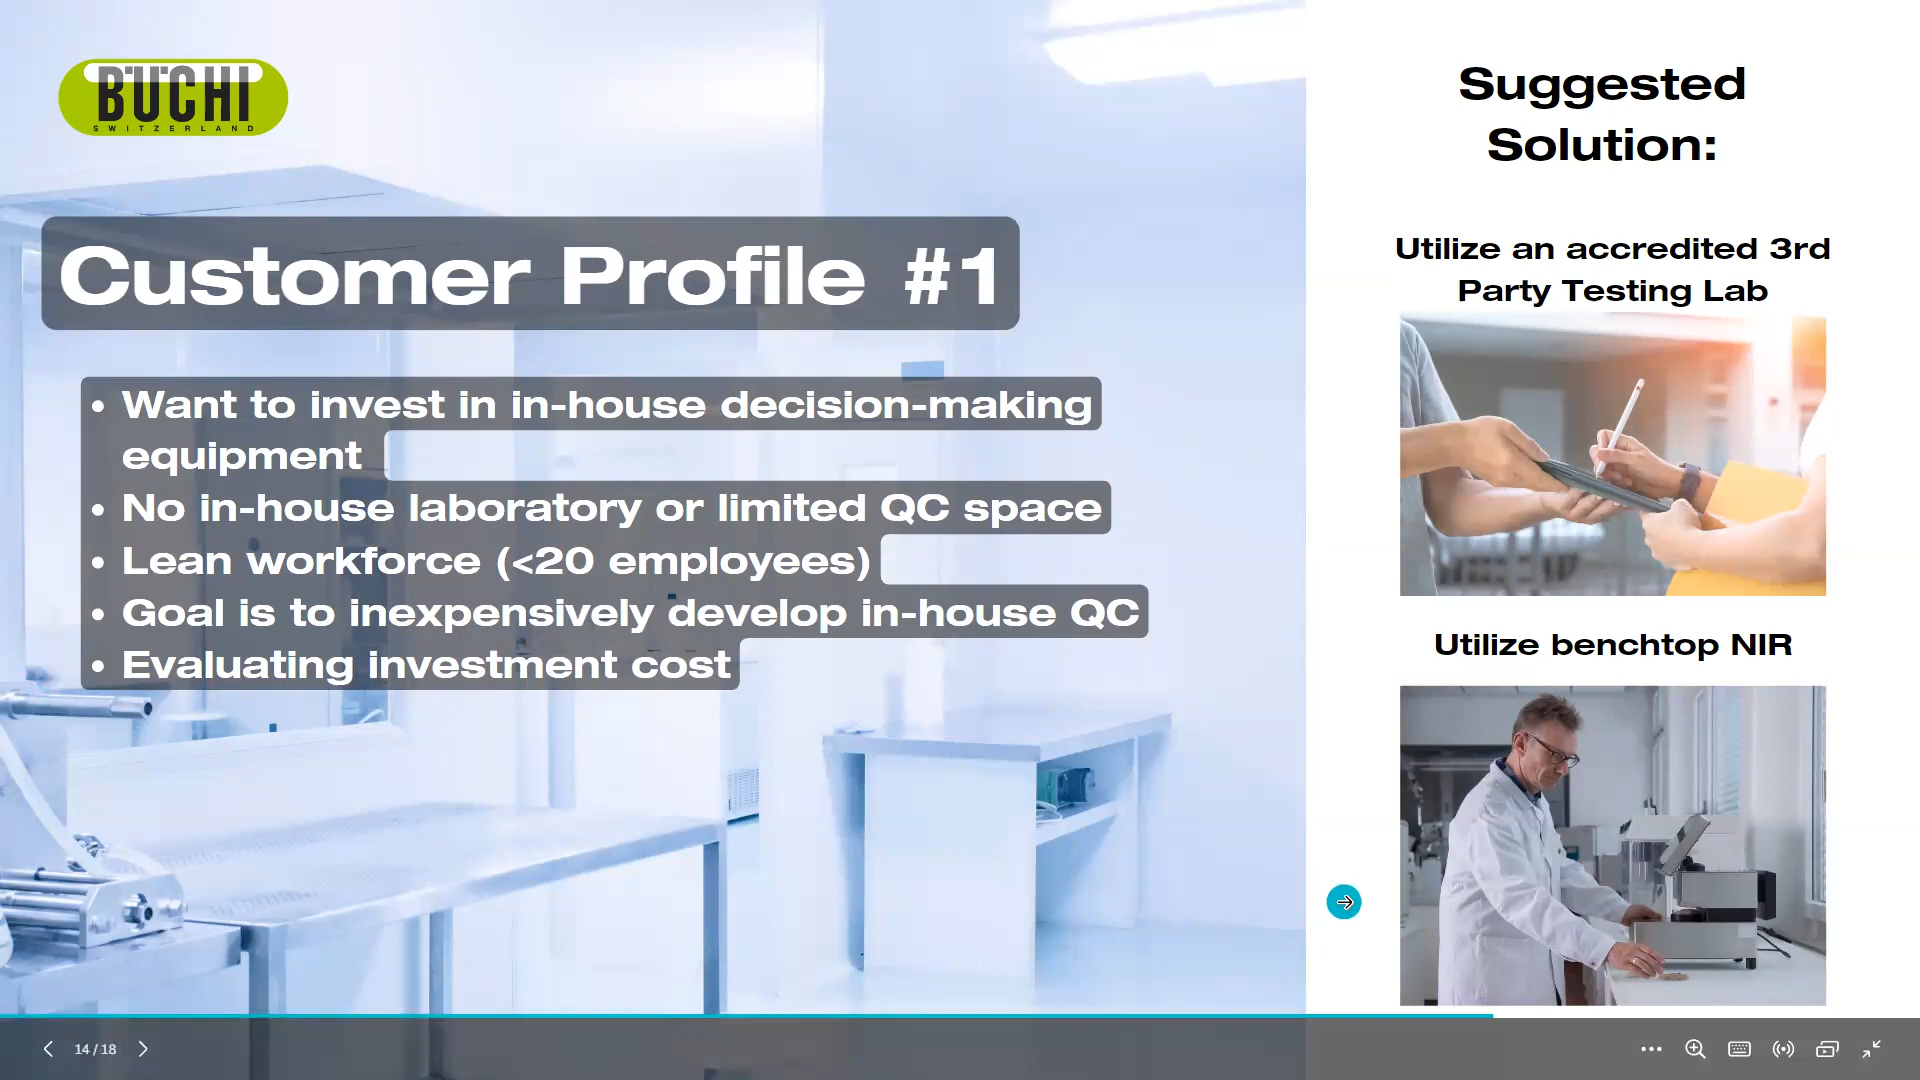 BÜCHI
SWITZERLAND
Customer Profile #1
• Want to invest in in-house decision-making
equipment
• No in-house laboratory or limited QC space
• Lean workforce (<20 employees)
• Goal is to inexpensively develop in-house QC
• Evaluating investment cost
Suggested
Solution:
Utilize an accredited 3rd
Party Testing Lab
Utilize benchtop NIR
14 / 18